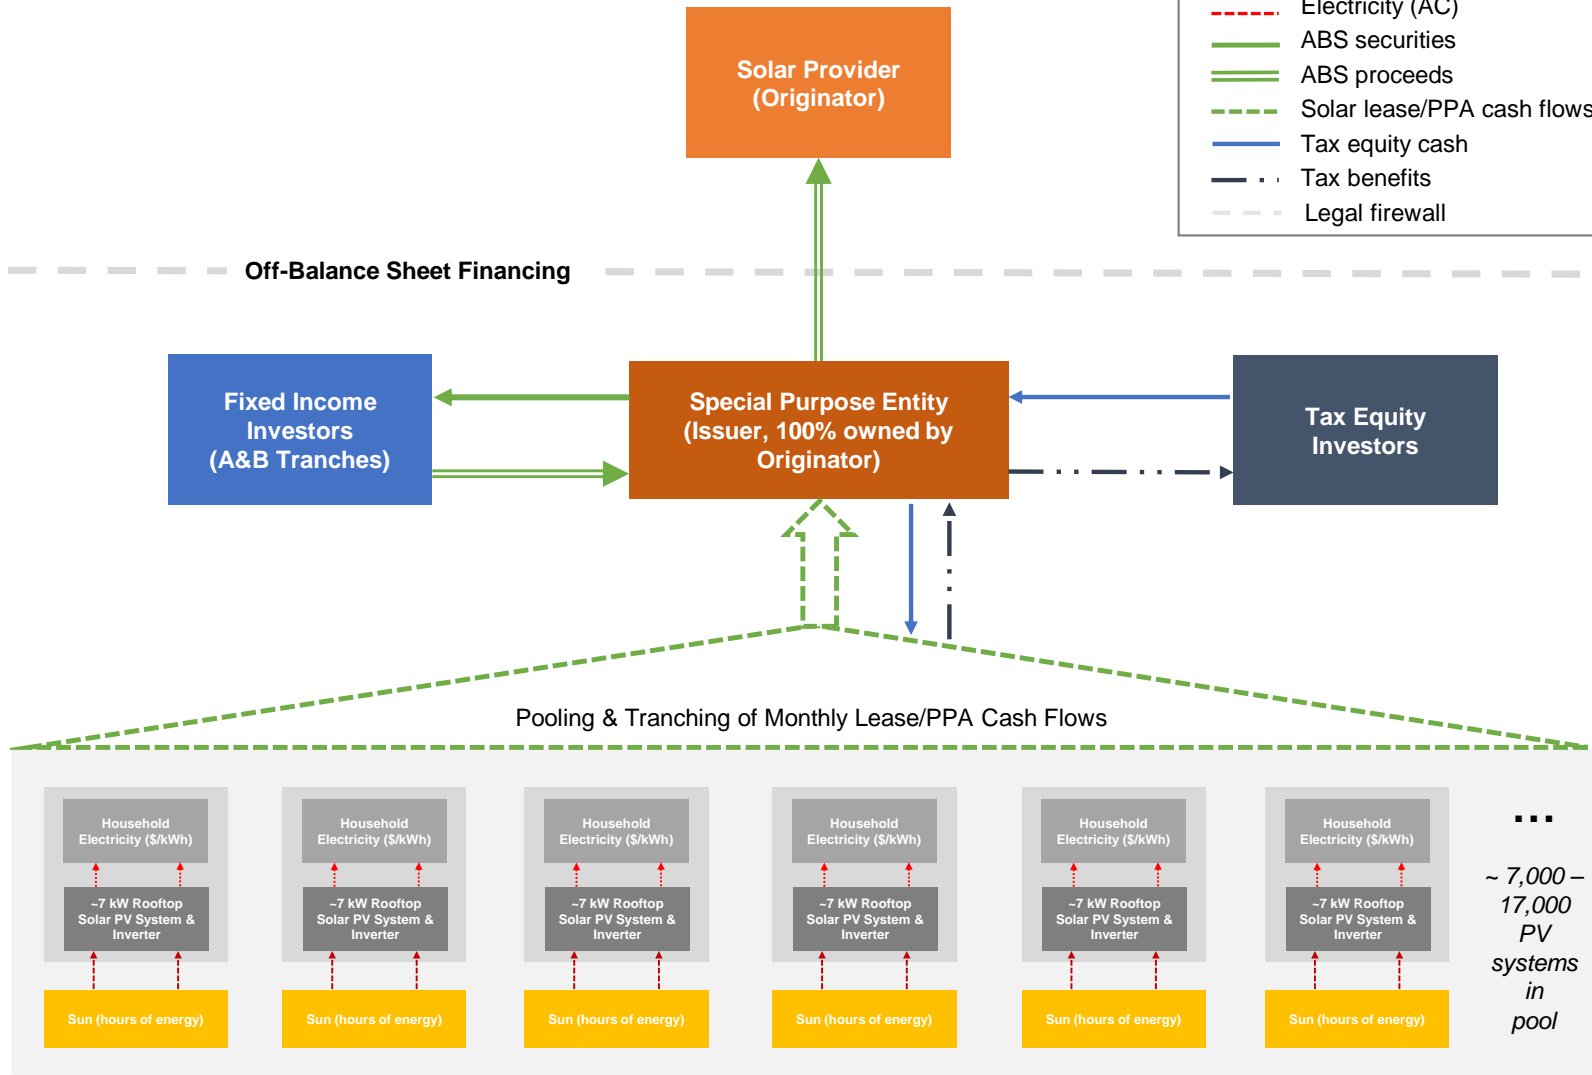 Electricity (AC)
ABS securities
ABS proceeds
Solar lease/PPA cash flows
Tax equity cash
Tax benefits
Legal firewall
Solar Provider
(Originator)
Off-Balance Sheet Financing
Fixed Income
Investors
(A&B Tranches)
Special Purpose Entity
(Issuer, 100% owned by
Originator)
Tax Equity
Investors
Pooling & Tranching of Monthly Lease/PPA Cash Flows
Household
Electricity ($/kWh)
~7 kW Rooftop
Solar PV System &
Inverter
Sun (hours of energy)
Household
Electricity ($/kWh)
~7 kW Rooftop
Solar PV System &
Inverter
Sun (hours of energy)
Household
Electricity ($/kWh)
~7 kW Rooftop
Solar PV System &
Inverter
Sun (hours of energy)
Household
Electricity ($/kWh)
~7 kW Rooftop
Solar PV System &
Inverter
Sun (hours of energy)
Household
Electricity ($/kWh)
~7 kW Rooftop
Solar PV System &
Inverter
Sun (hours of energy)
Household
Electricity ($/kWh)
~7 kW Rooftop
Solar PV System &
Inverter
Sun (hours of energy)
...
~ 7,000 –
17,000
PV
systems
in
pool